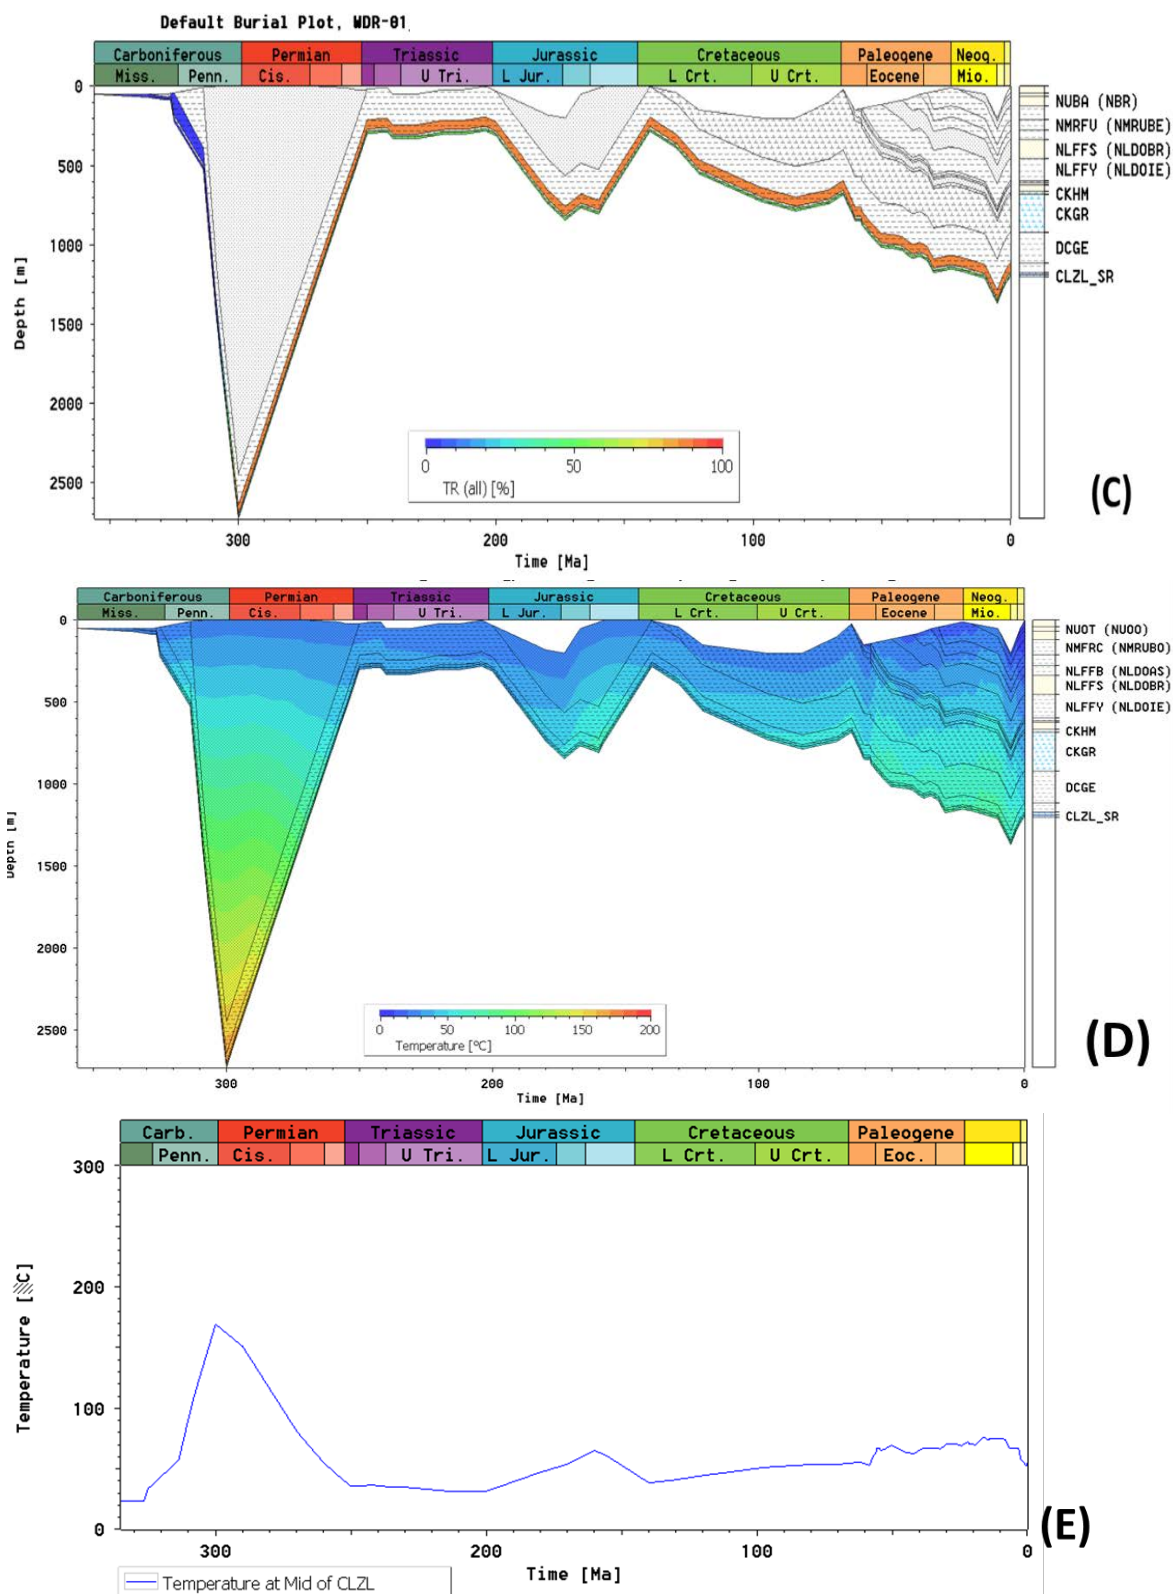 Default Burial Plot, WDR-01
Carboniferous Permian Triassic Jurassic Cretaceous Paleogene Neog.
Miss. Penn. Cis. U Tri. L Jur. L Crt. U Crt. Eocene Mio.
0
500
1000
1500
2000
2500
Depth [m]
NUBA (NBR)
NMRFV (NMRUBE)
NLFFS (NLDOBR)
NLFFY (NLDOIE)
CKHM
CKGR
DCGE
CLZL_SR
0 50 100
TR (all) [%]
(C)
300 200 100 0
Time [Ma]
Carboniferous Permian Triassic Jurassic Cretaceous Paleogene Neog.
Miss. Penn. Cis. U Tri. L Jur. L Crt. U Crt. Eocene Mio.
0
500
1000
1500
2000
2500
Depth [m]
NUOT (NUOO)
NMFRC (NMRUBO)
NLFFB (NLDOAS)
NLFFS (NLDOBR)
NLFFY (NLDOIE)
CKHM
CKGR
DCGE
CLZL_SR
0 50 100 150 200
Temperature [°C]
(D)
300 200 100 0
Time [Ma]
Carb. Permian Triassic Jurassic Cretaceous Paleogene
Penn. Cis. U Tri. L Jur. L Crt. U Crt. Eoc.
300
200
100
0
Temperature [C]
(E)
300 200 100 0
Time [Ma]
Temperature at Mid of CLZL